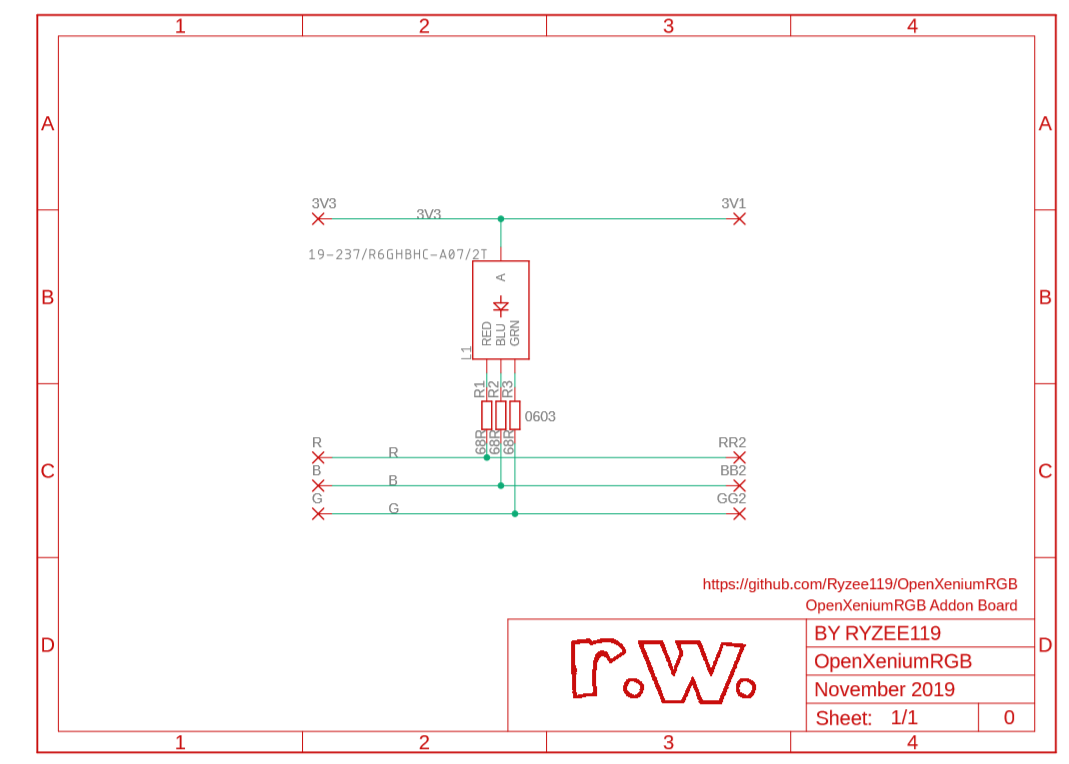 1 2 3 4
A A
3V3 3V3 3V1
19-237/R6GHBHC-A07/2T
A
B B
RED BLU GRN
L1
R1 R2 R3
0603
68R 68R 68R
R R RR2
C C
B B BB2
G G GG2
https://github.com/Ryzee119/OpenXeniumRGB
OpenXeniumRGB Addon Board
D D
r.w.
BY RYZEE119
OpenXeniumRGB
November 2019
Sheet: 1/1 0
1 2 3 4